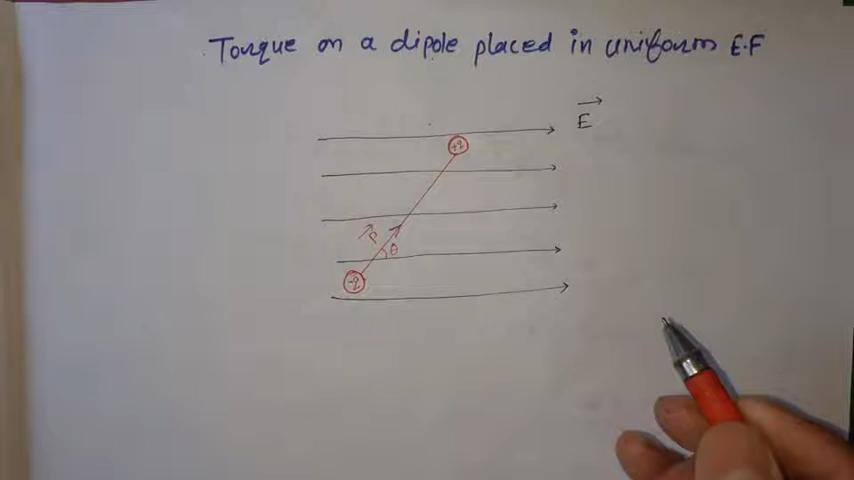 Torque on a dipole placed in uniform E.F
E
+q
P
θ
-q